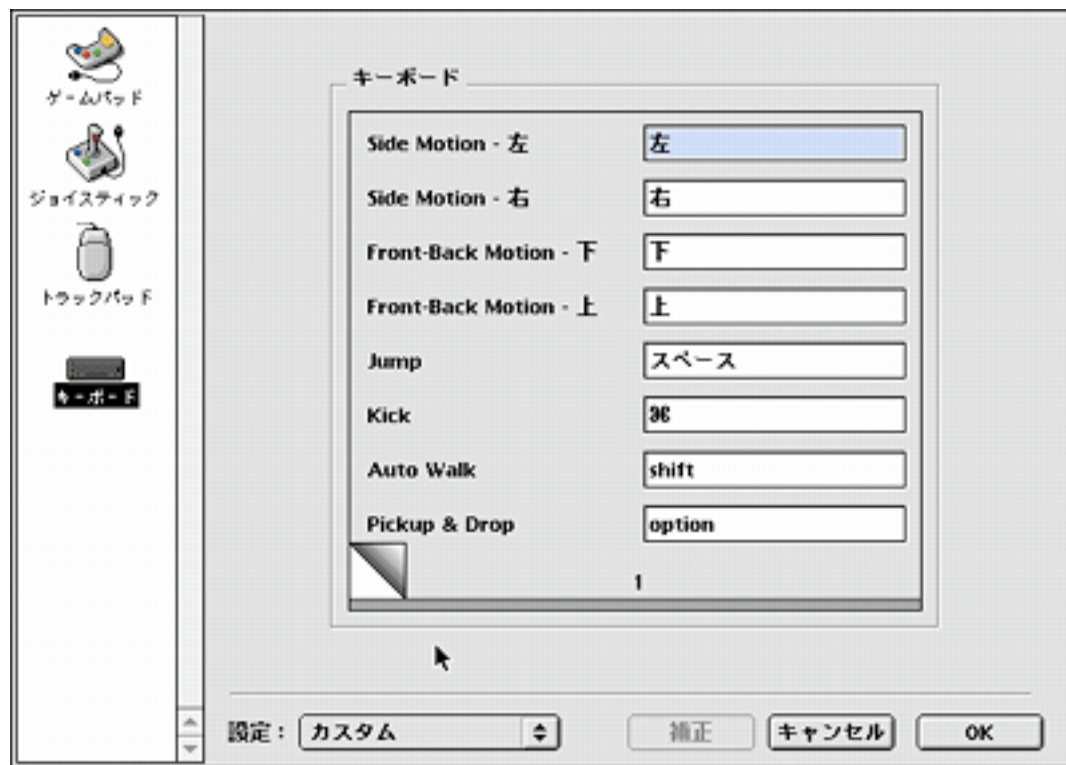 ゲームパッド
ジョイスティック
トラックパッド
キーボード
キーボード
Side Motion - 左 左
Side Motion - 右 右
Front-Back Motion - 下 下
Front-Back Motion - 上 上
Jump スペース
Kick ⌘
Auto Walk shift
Pickup & Drop option
1
設定： カスタム 補正 キャンセル OK